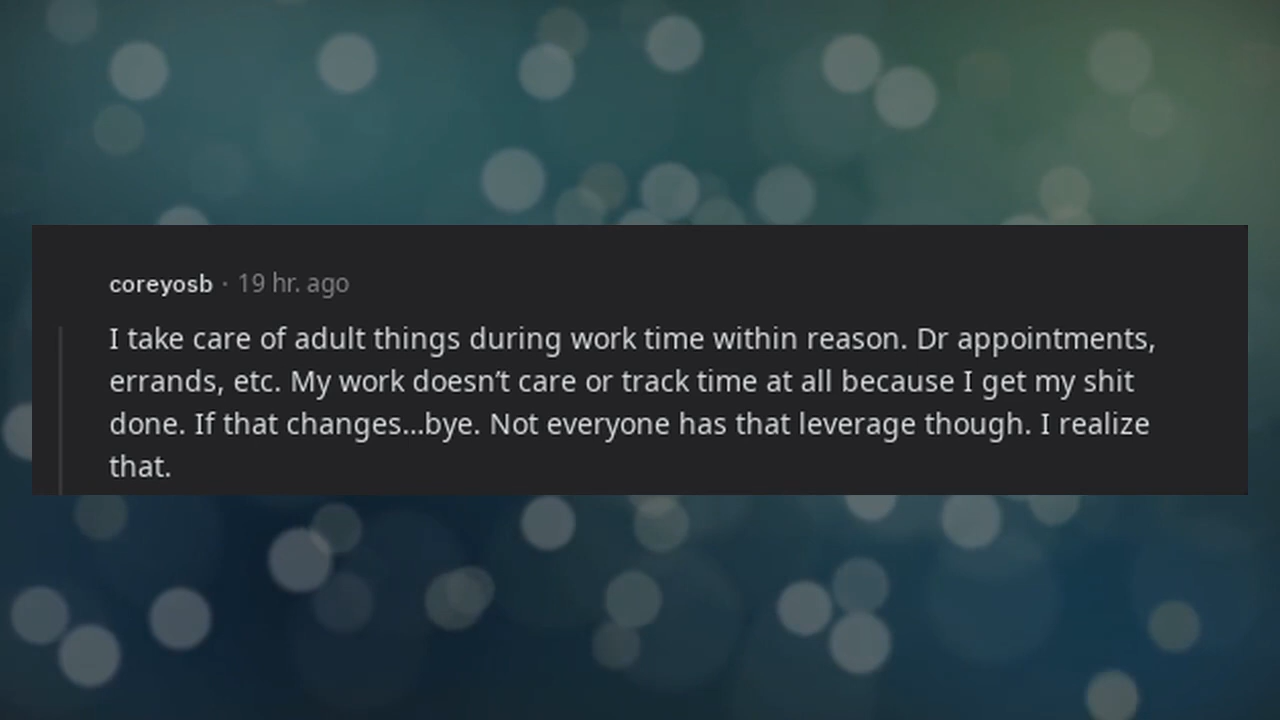 coreyosb · 19 hr. ago
I take care of adult things during work time within reason. Dr appointments,
errands, etc. My work doesn’t care or track time at all because I get my shit
done. If that changes...bye. Not everyone has that leverage though. I realize
that.